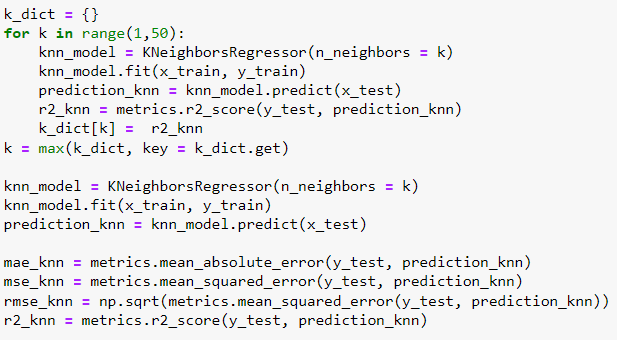 k_dict = {}
for k in range(1,50):
    knn_model = KNeighborsRegressor(n_neighbors = k)
    knn_model.fit(x_train, y_train)
    prediction_knn = knn_model.predict(x_test)
    r2_knn = metrics.r2_score(y_test, prediction_knn)
    k_dict[k] =  r2_knn
k = max(k_dict, key = k_dict.get)

knn_model = KNeighborsRegressor(n_neighbors = k)
knn_model.fit(x_train, y_train)
prediction_knn = knn_model.predict(x_test)

mae_knn = metrics.mean_absolute_error(y_test, prediction_knn)
mse_knn = metrics.mean_squared_error(y_test, prediction_knn)
rmse_knn = np.sqrt(metrics.mean_squared_error(y_test, prediction_knn))
r2_knn = metrics.r2_score(y_test, prediction_knn)